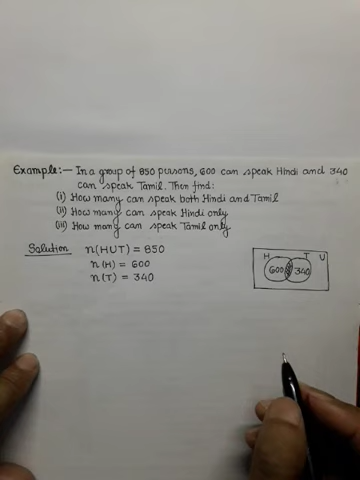 Example:— In a group of 850 persons, 600 can speak Hindi and 340
can speak Tamil. Then find:
(i) How many can speak both Hindi and Tamil
(ii) How many can speak Hindi only
(iii) How many can speak Tamil only
Solution n(HUT) = 850
n(H) = 600
n(T) = 340
H T U
600 340